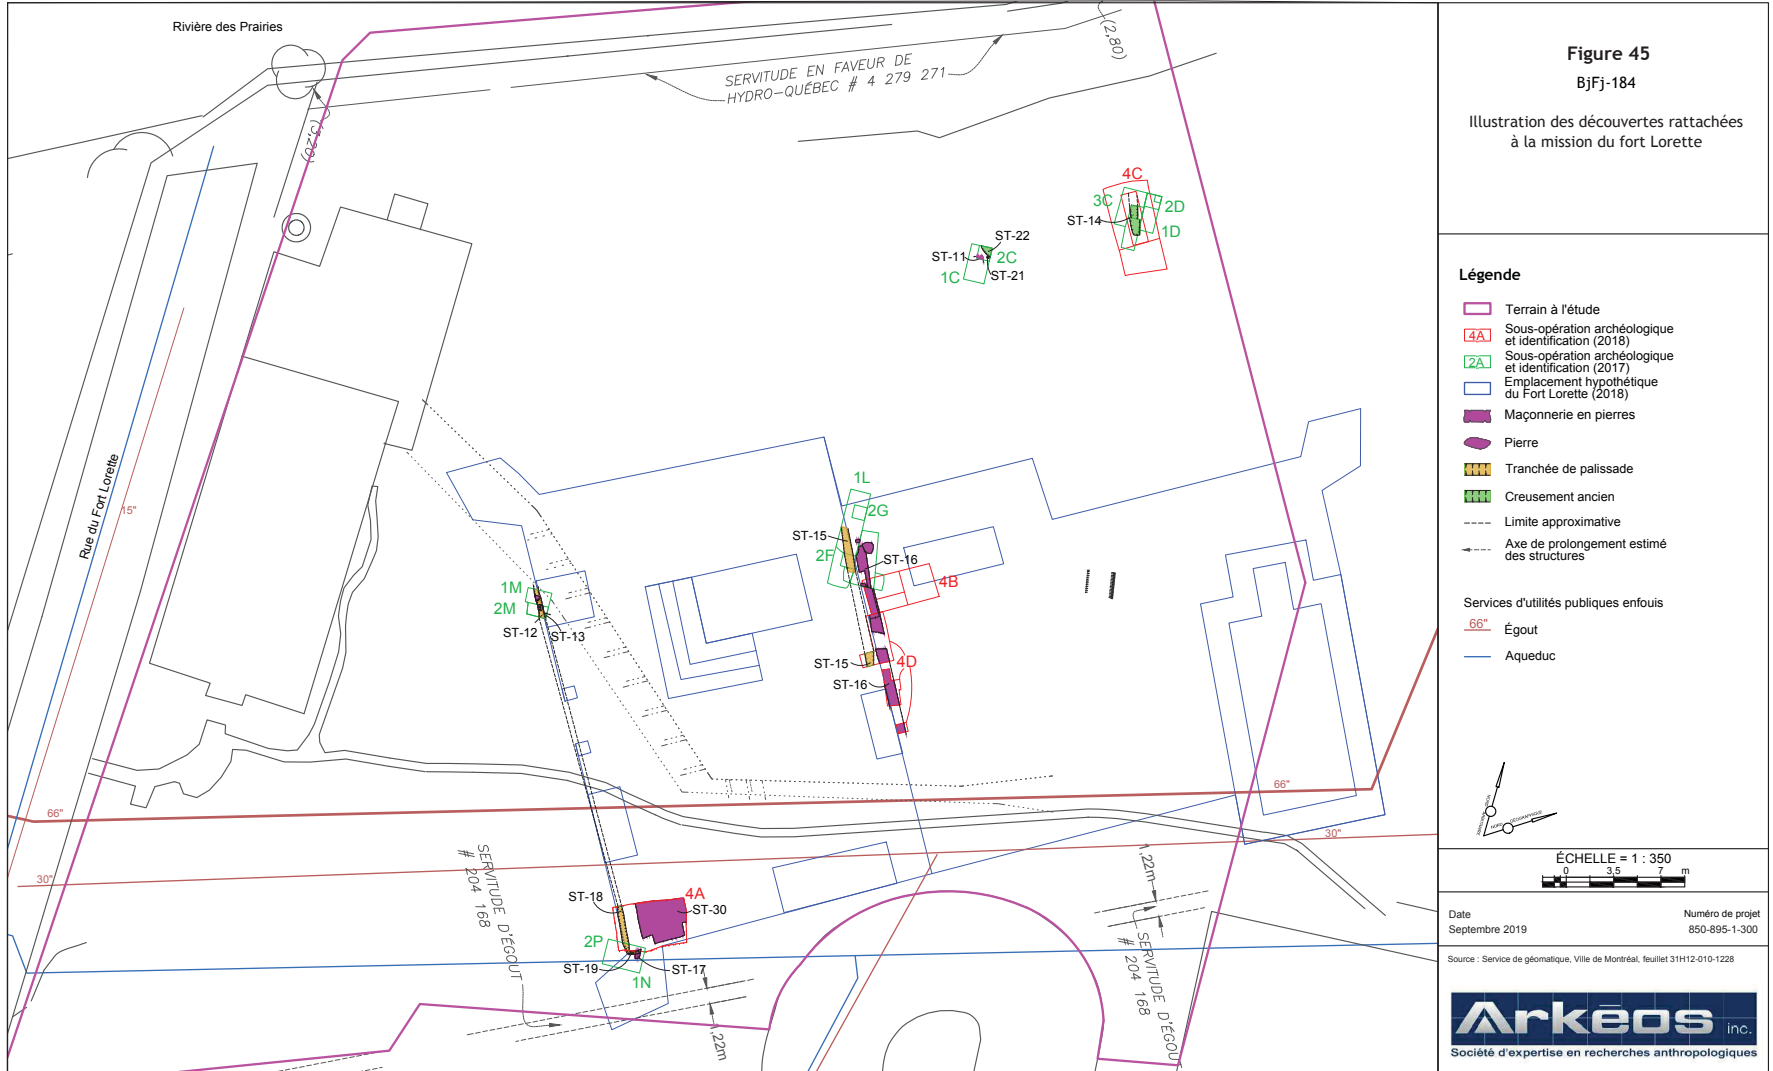 Rivière des Prairies
SERVITUDE EN FAVEUR DE
HYDRO-QUÉBEC # 4 279 271
(2,80)
(3,20)
Rue du Fort Lorette
15"
4C
3C
2D
ST-14
1D
ST-22
ST-11
2C
1C
ST-21
1L
2G
ST-15
2F
ST-16
4B
1M
2M
ST-12
ST-13
ST-15
4D
ST-16
66"
66"
30"
30"
SERVITUDE D'ÉGOUT
# 204 168
ST-18
4A
ST-30
2P
ST-19
ST-17
1N
1,22m
1,22m
SERVITUDE D'ÉGOU
# 204 168
Figure 45
BjFj-184
Illustration des découvertes rattachées
à la mission du fort Lorette
Légende
Terrain à l'étude
4A
Sous-opération archéologique
et identification (2018)
2A
Sous-opération archéologique
et identification (2017)
Emplacement hypothétique
du Fort Lorette (2018)
Maçonnerie en pierres
Pierre
Tranchée de palissade
Creusement ancien
Limite approximative
Axe de prolongement estimé
des structures
Services d'utilités publiques enfouis
66" Égout
Aqueduc
NORD GÉOGRAPHIQUE
ÉCHELLE = 1 : 350
0 3,5 7 m
Date
Septembre 2019
Numéro de projet
850-895-1-300
Source : Service de géomatique, Ville de Montréal, feuillet 31H12-010-1228
Arkēos inc.
Société d'expertise en recherches anthropologiques